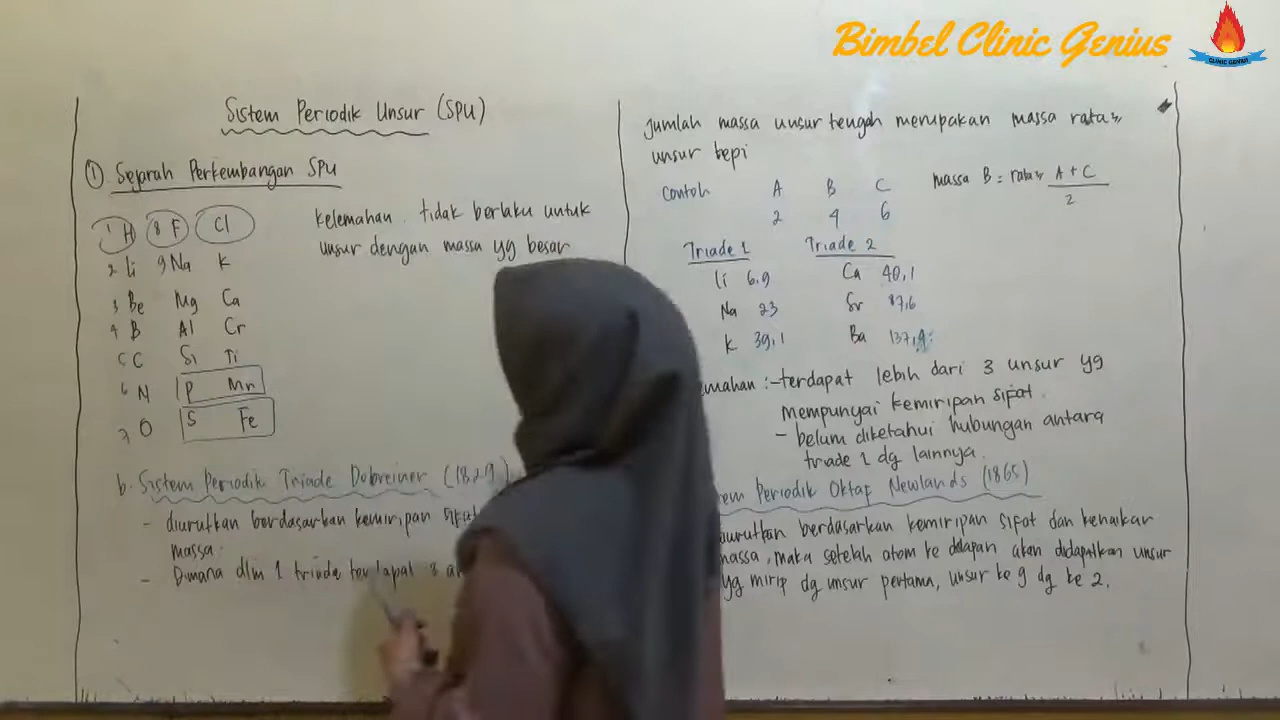 Bimbel Clinic Genius
CLINIC GENIUS
Sistem Periodik Unsur (SPU)
① Sejarah Perkembangan SPU
1 H 8 F Cl
2 Li 9 Na K
3 Be Mg Ca
4 B Al Cr
5 C Si Ti
6 N P Mn
7 O S Fe
kelemahan : tidak berlaku untuk
unsur dengan massa yg besar
b. Sistem Periodik Triade Dobreiner (1829)
- diurutkan berdasarkan kemiripan
massa.
- Dimana dlm 1 triade terdapat 3
Jumlah massa unsur tengah merupakan massa rata2
unsur tepi
contoh A B C
2 4 6
massa B = rata2 A + C
2
Triade 1 Triade 2
Li 6,9 Ca 40,1
Na 23 Sr 87,6
K 39,1 Ba 137,9
:- terdapat lebih dari 3 unsur yg
mempunyai kemiripan sifat.
- belum diketahui hubungan antara
triade 1 dg lainnya.
Periodik Oktaf Newlands (1865)
berdasarkan kemiripan sifat dan kenaikan
massa, maka setelah atom ke delapan akan didapatkan unsur
yg mirip dg unsur pertama, unsur ke 9 dg ke 2.